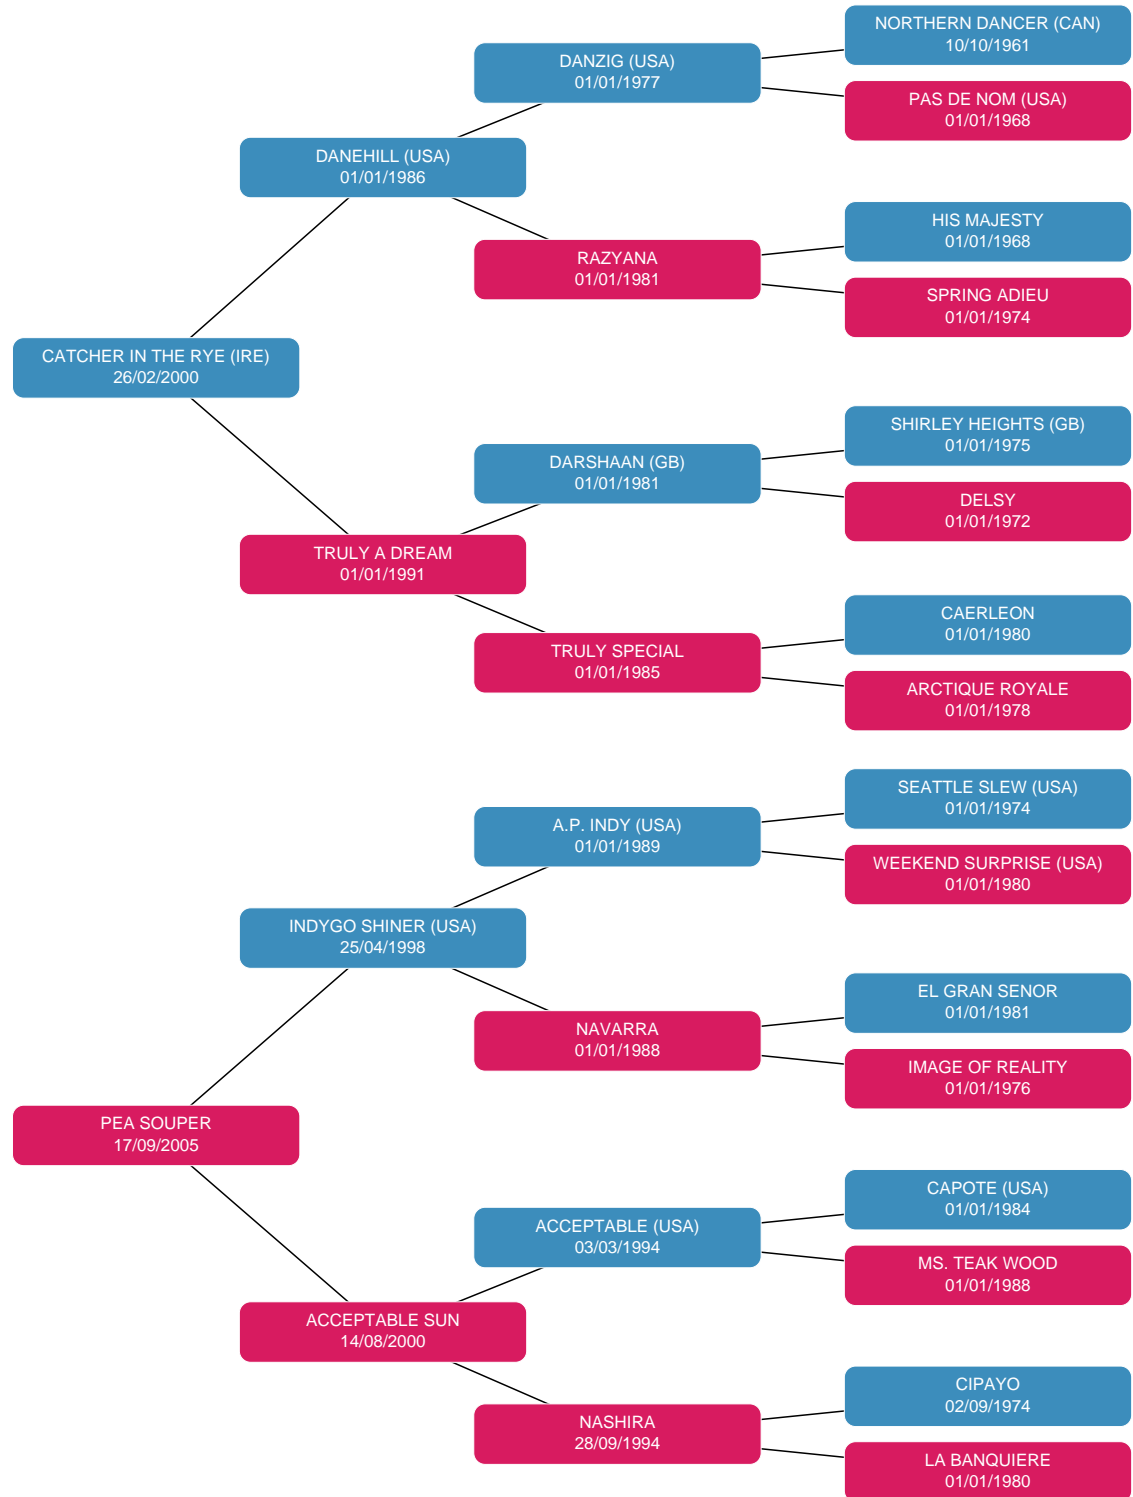 NORTHERN DANCER (CAN)
10/10/1961
DANZIG (USA)
01/01/1977
PAS DE NOM (USA)
01/01/1968
DANEHILL (USA)
01/01/1986
HIS MAJESTY
01/01/1968
RAZYANA
01/01/1981
SPRING ADIEU
01/01/1974
CATCHER IN THE RYE (IRE)
26/02/2000
SHIRLEY HEIGHTS (GB)
01/01/1975
DARSHAAN (GB)
01/01/1981
DELSY
01/01/1972
TRULY A DREAM
01/01/1991
CAERLEON
01/01/1980
TRULY SPECIAL
01/01/1985
ARCTIQUE ROYALE
01/01/1978
SEATTLE SLEW (USA)
01/01/1974
A.P. INDY (USA)
01/01/1989
WEEKEND SURPRISE (USA)
01/01/1980
INDYGO SHINER (USA)
25/04/1998
EL GRAN SENOR
01/01/1981
NAVARRA
01/01/1988
IMAGE OF REALITY
01/01/1976
PEA SOUPER
17/09/2005
CAPOTE (USA)
01/01/1984
ACCEPTABLE (USA)
03/03/1994
MS. TEAK WOOD
01/01/1988
ACCEPTABLE SUN
14/08/2000
CIPAYO
02/09/1974
NASHIRA
28/09/1994
LA BANQUIERE
01/01/1980